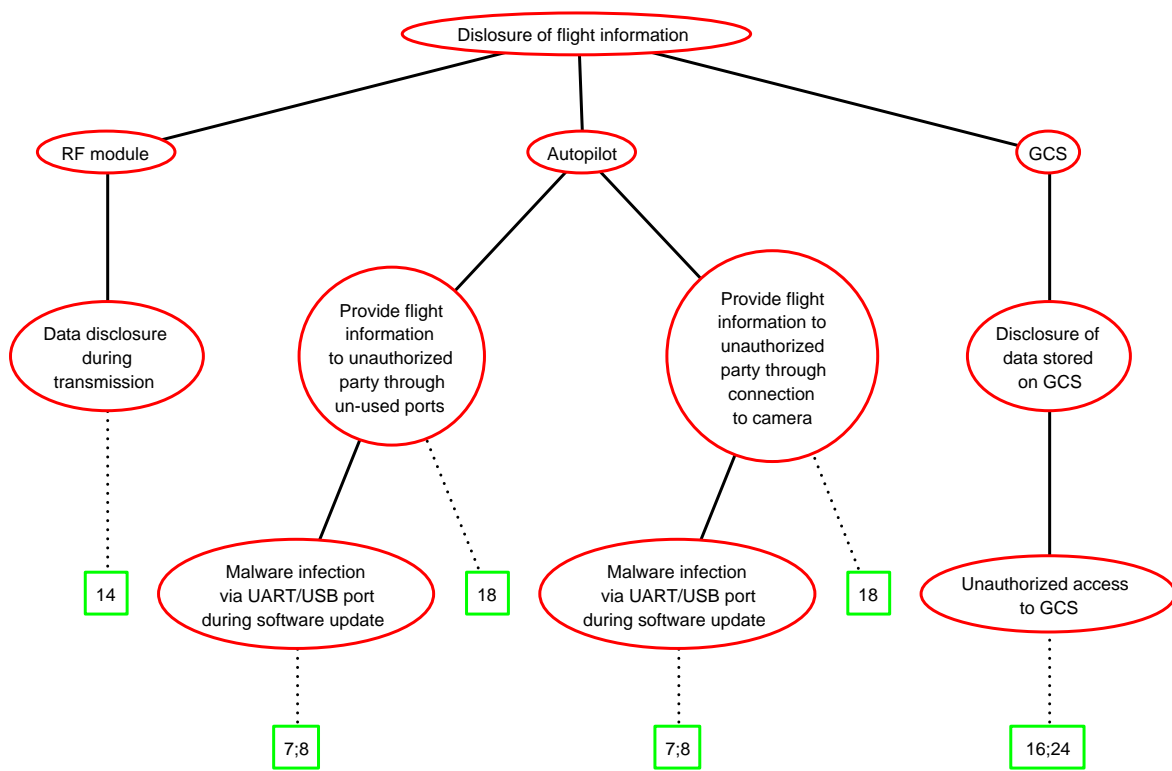 Dislosure of flight information
RF module
Autopilot
GCS
Data disclosure
during
transmission
Provide flight
information
to unauthorized
party through
un-used ports
Provide flight
information to
unauthorized
party through
connection
to camera
Disclosure of
data stored
on GCS
14
Malware infection
via UART/USB port
during software update
18
Malware infection
via UART/USB port
during software update
18
Unauthorized access
to GCS
7;8
7;8
16;24